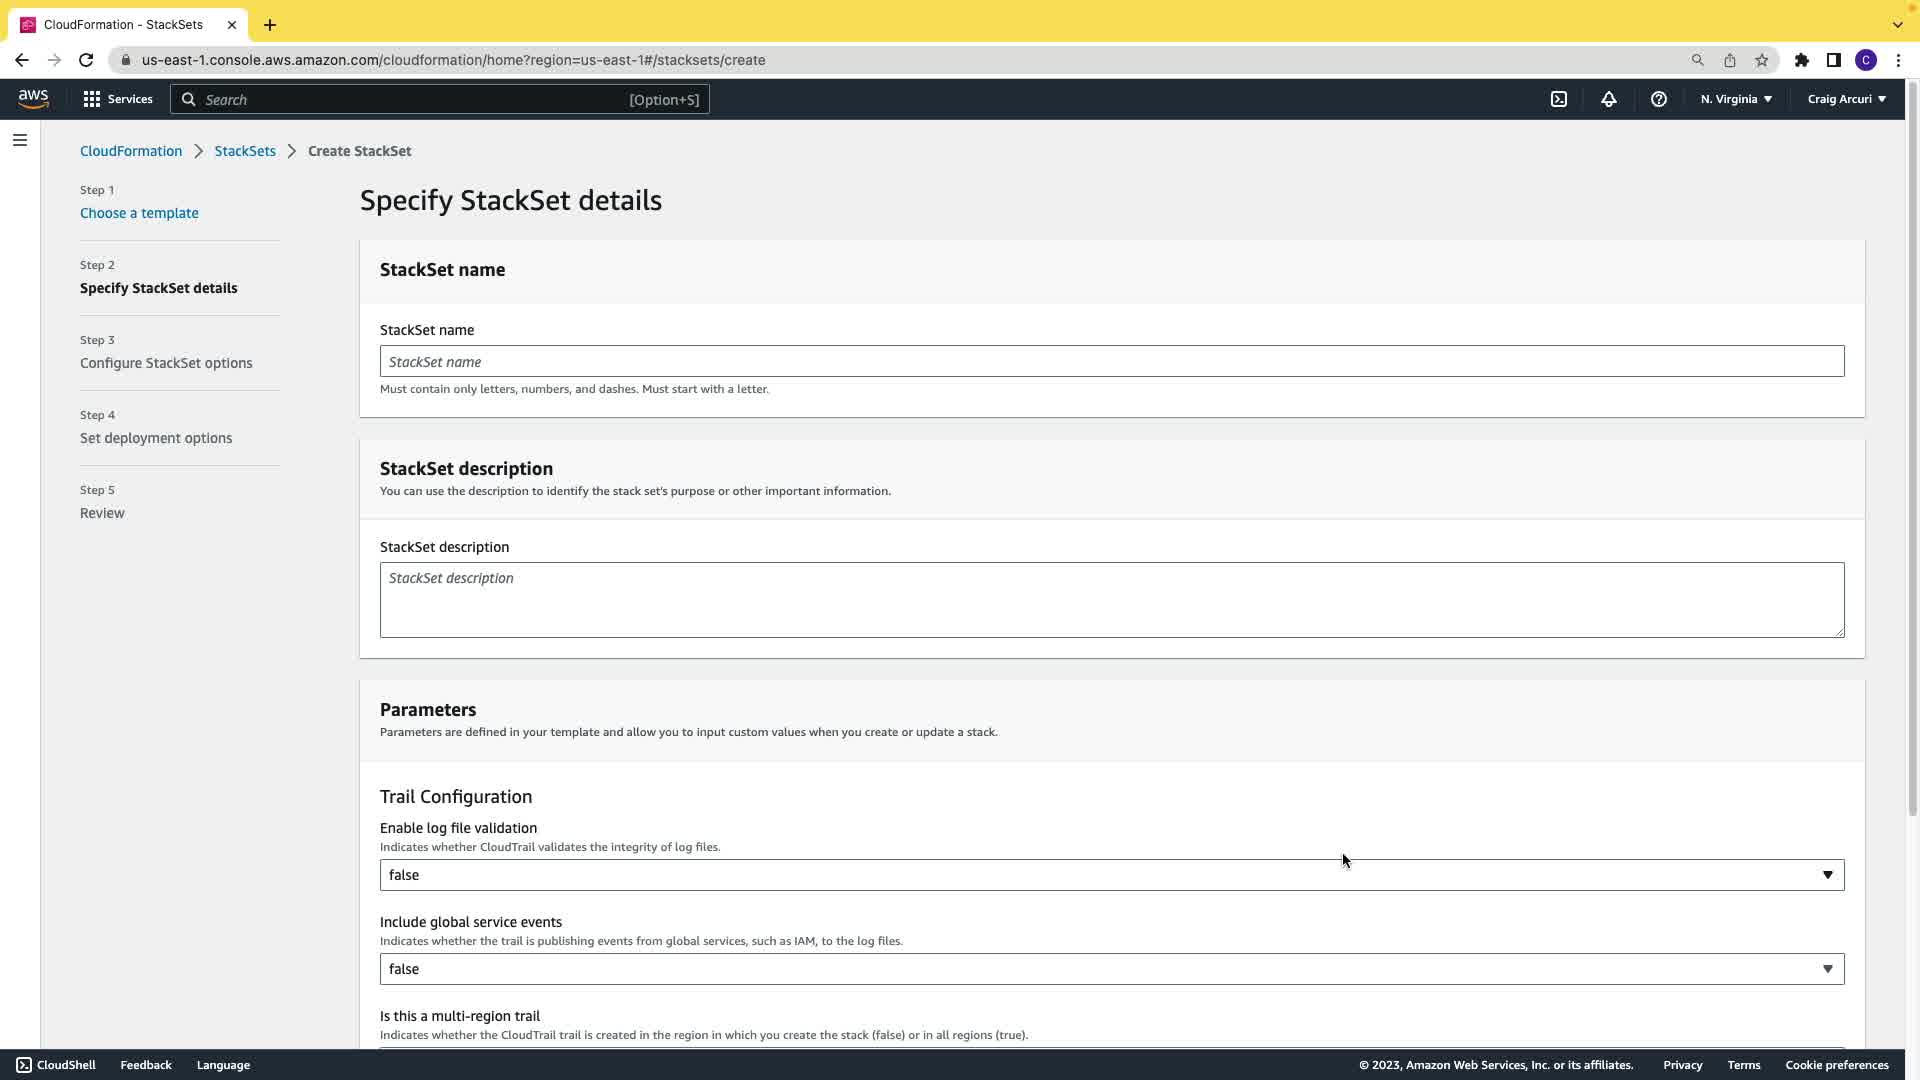 CloudFormation - StackSets
us-east-1.console.aws.amazon.com/cloudformation/home?region=us-east-1#/stacksets/create
C
aws
Services
Search
[Option+S]
N. Virginia
Craig Arcuri
CloudFormation
StackSets
Create StackSet
Step 1
Choose a template
Step 2
Specify StackSet details
Step 3
Configure StackSet options
Step 4
Set deployment options
Step 5
Review
Specify StackSet details
StackSet name
StackSet name
StackSet name
Must contain only letters, numbers, and dashes. Must start with a letter.
StackSet description
You can use the description to identify the stack set's purpose or other important information.
StackSet description
StackSet description
Parameters
Parameters are defined in your template and allow you to input custom values when you create or update a stack.
Trail Configuration
Enable log file validation
Indicates whether CloudTrail validates the integrity of log files.
false
Include global service events
Indicates whether the trail is publishing events from global services, such as IAM, to the log files.
false
Is this a multi-region trail
Indicates whether the CloudTrail trail is created in the region in which you create the stack (false) or in all regions (true).
CloudShell
Feedback
Language
© 2023, Amazon Web Services, Inc. or its affiliates.
Privacy
Terms
Cookie preferences